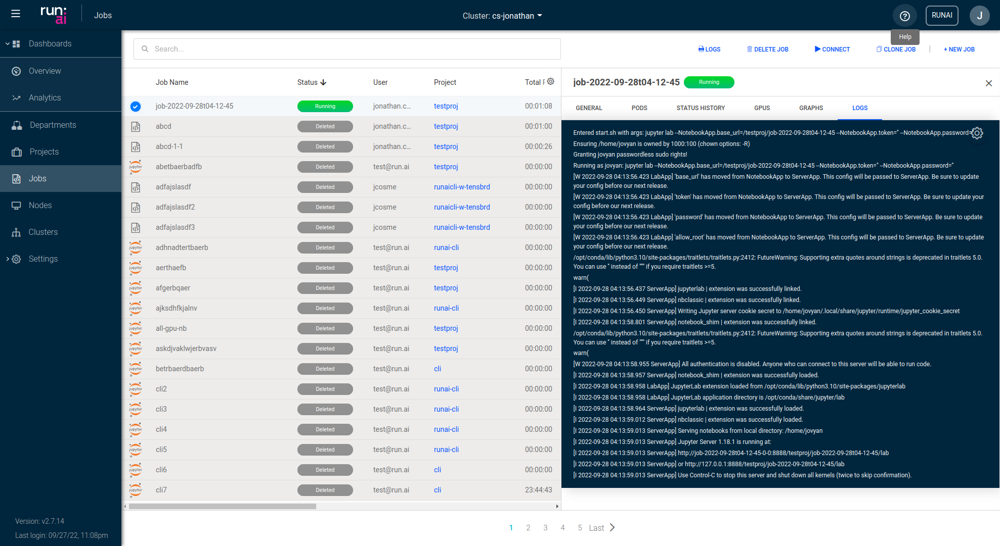 run:
ai
Jobs
Cluster: cs-jonathan
RUNAI
J
Help
Dashboards
Overview
Analytics
Departments
Projects
Jobs
Nodes
Clusters
Settings
Version: v2.7.14
Last login: 09/27/22, 11:08pm
Search...
LOGS
DELETE JOB
CONNECT
CLONE JOB
+ NEW JOB
Job Name Status User Project Total
job-2022-09-28t04-12-45 Running jonathan.c... testproj 00:01:08
abcd Deleted jonathan.c... testproj 00:01:00
abcd-1-1 Deleted jonathan.c... testproj 00:00:26
jupyter abetbaerbadfb Deleted test@run.ai testproj 00:00:00
adfajslasdf Deleted jcosme runaicli-w-tensbrd 00:00:00
adfajslasdf2 Deleted jcosme runaicli-w-tensbrd 00:00:00
adfajslasdf3 Deleted jcosme runaicli-w-tensbrd 00:00:00
jupyter adhnadtertbaerb Deleted test@run.ai runai-cli 00:00:00
jupyter aerthaefb Deleted test@run.ai testproj 00:00:00
jupyter afgerbqaer Deleted test@run.ai testproj 00:00:00
jupyter ajksdhfkjalnv Deleted test@run.ai runai-cli 00:00:00
jupyter all-gpu-nb Deleted test@run.ai testproj 00:00:00
jupyter askdjvaklwjerbvasv Deleted test@run.ai testproj 00:00:00
jupyter betrbaerdbaerb Deleted test@run.ai cli 00:00:00
jupyter cli2 Deleted test@run.ai runai-cli 00:00:00
jupyter cli3 Deleted test@run.ai runai-cli 00:00:00
jupyter cli4 Deleted test@run.ai runai-cli 00:00:00
jupyter cli5 Deleted test@run.ai runai-cli 00:00:00
jupyter cli6 Deleted test@run.ai cli 00:00:00
jupyter cli7 Deleted test@run.ai cli 23:44:43
1 2 3 4 5 Last
job-2022-09-28t04-12-45 Running
GENERAL PODS STATUS HISTORY GPUS GRAPHS LOGS
Entered start.sh with args: jupyter lab --NotebookApp.base_url=/testproj/job-2022-09-28t04-12-45 --NotebookApp.token='' --NotebookApp.password=
Ensuring /home/jovyan is owned by 1000:100 (chown options: -R)
Granting jovyan passwordless sudo rights!
Running as jovyan: jupyter lab --NotebookApp.base_url=/testproj/job-2022-09-28t04-12-45 --NotebookApp.token='' --NotebookApp.password=''
[W 2022-09-28 04:13:56.423 LabApp] 'base_url' has moved from NotebookApp to ServerApp. This config will be passed to ServerApp. Be sure to update
your config before our next release.
[W 2022-09-28 04:13:56.423 LabApp] 'token' has moved from NotebookApp to ServerApp. This config will be passed to ServerApp. Be sure to update your
config before our next release.
[W 2022-09-28 04:13:56.423 LabApp] 'password' has moved from NotebookApp to ServerApp. This config will be passed to ServerApp. Be sure to update
your config before our next release.
[W 2022-09-28 04:13:56.423 LabApp] 'allow_root' has moved from NotebookApp to ServerApp. This config will be passed to ServerApp. Be sure to update
your config before our next release.
/opt/conda/lib/python3.10/site-packages/traitlets/traitlets.py:2412: FutureWarning: Supporting extra quotes around strings is deprecated in traitlets 5.0.
You can use '' instead of "''" if you require traitlets >=5.
warn(
[I 2022-09-28 04:13:56.437 ServerApp] jupyterlab | extension was successfully linked.
[I 2022-09-28 04:13:56.449 ServerApp] nbclassic | extension was successfully linked.
[I 2022-09-28 04:13:56.450 ServerApp] Writing Jupyter server cookie secret to /home/jovyan/.local/share/jupyter/runtime/jupyter_cookie_secret
[I 2022-09-28 04:13:58.801 ServerApp] notebook_shim | extension was successfully linked.
/opt/conda/lib/python3.10/site-packages/traitlets/traitlets.py:2412: FutureWarning: Supporting extra quotes around strings is deprecated in traitlets 5.0.
You can use '' instead of "''" if you require traitlets >=5.
warn(
[W 2022-09-28 04:13:58.955 ServerApp] All authentication is disabled. Anyone who can connect to this server will be able to run code.
[I 2022-09-28 04:13:58.957 ServerApp] notebook_shim | extension was successfully loaded.
[I 2022-09-28 04:13:58.958 LabApp] JupyterLab extension loaded from /opt/conda/lib/python3.10/site-packages/jupyterlab
[I 2022-09-28 04:13:58.958 LabApp] JupyterLab application directory is /opt/conda/share/jupyter/lab
[I 2022-09-28 04:13:58.964 ServerApp] jupyterlab | extension was successfully loaded.
[I 2022-09-28 04:13:59.012 ServerApp] nbclassic | extension was successfully loaded.
[I 2022-09-28 04:13:59.013 ServerApp] Serving notebooks from local directory: /home/jovyan
[I 2022-09-28 04:13:59.013 ServerApp] Jupyter Server 1.18.1 is running at:
[I 2022-09-28 04:13:59.013 ServerApp] http://job-2022-09-28t04-12-45-0-0:8888/testproj/job-2022-09-28t04-12-45/lab
[I 2022-09-28 04:13:59.013 ServerApp] or http://127.0.0.1:8888/testproj/job-2022-09-28t04-12-45/lab
[I 2022-09-28 04:13:59.013 ServerApp] Use Control-C to stop this server and shut down all kernels (twice to skip confirmation).